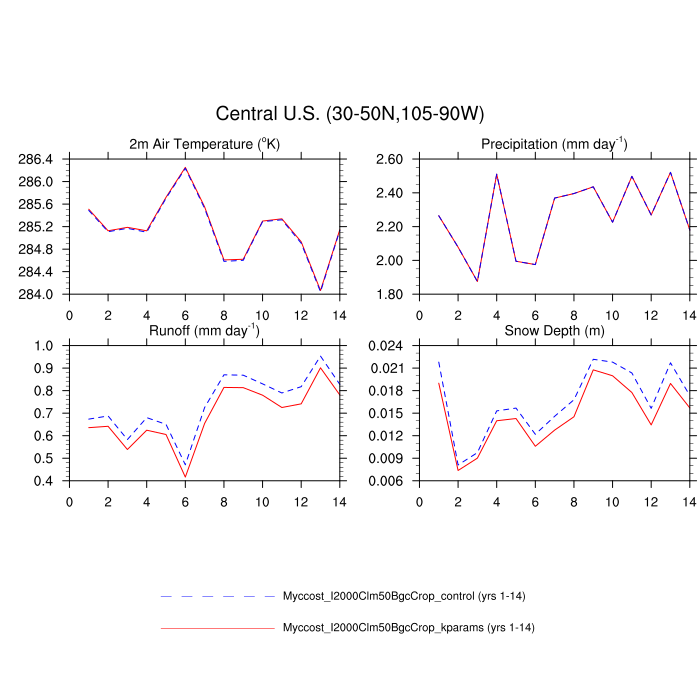 Central U.S. (30-50N,105-90W)
2m Air Temperature (°K)
Precipitation (mm day⁻¹)
286.4
286.0
285.6
285.2
284.8
284.4
284.0
0 2 4 6 8 10 12 14
2.60
2.40
2.20
2.00
1.80
0 2 4 6 8 10 12 14
Runoff (mm day⁻¹)
Snow Depth (m)
1.0
0.9
0.8
0.7
0.6
0.5
0.4
0 2 4 6 8 10 12 14
0.024
0.021
0.018
0.015
0.012
0.009
0.006
0 2 4 6 8 10 12 14
Myccost_I2000Clm50BgcCrop_control (yrs 1-14)
Myccost_I2000Clm50BgcCrop_kparams (yrs 1-14)